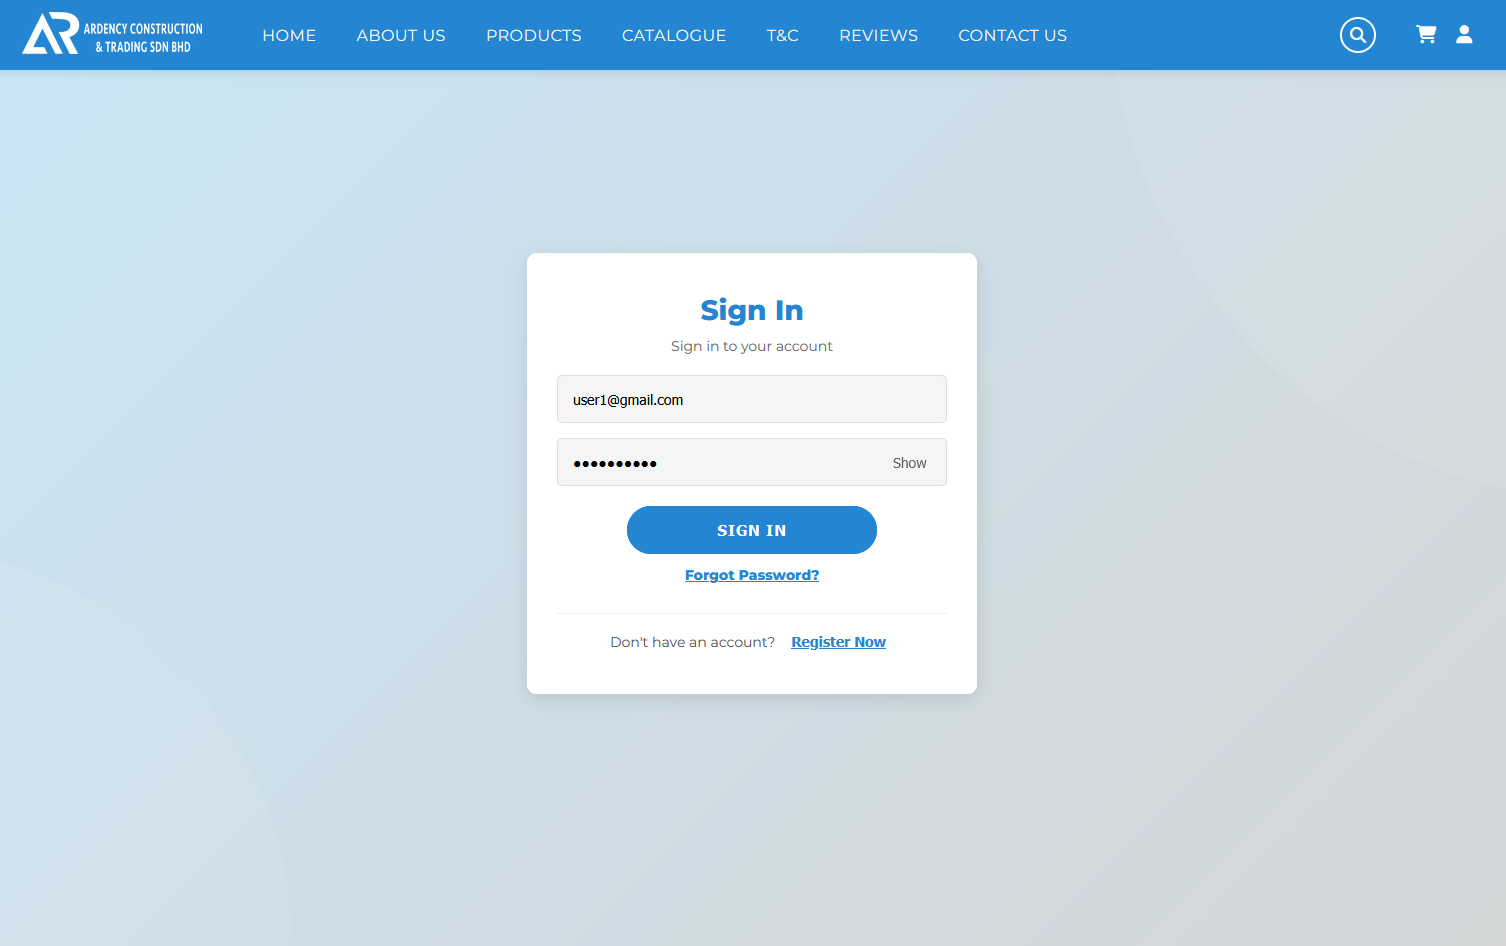 ARDENCY CONSTRUCTION
& TRADING SDN BHD
HOME ABOUT US PRODUCTS CATALOGUE T&C REVIEWS CONTACT US
Sign In
Sign in to your account
user1@gmail.com
●●●●●●●●●● Show
SIGN IN
Forgot Password?
Don't have an account? Register Now